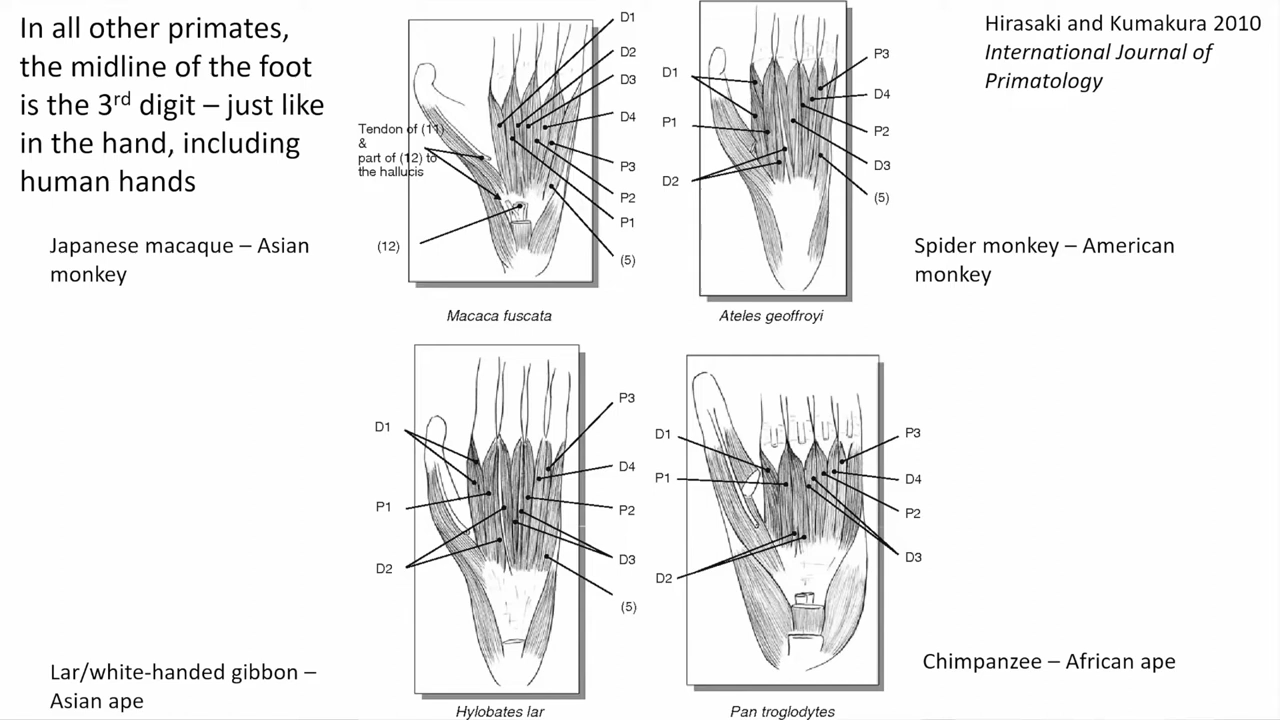 In all other primates,
the midline of the foot
is the 3rd digit – just like
in the hand, including
human hands
Hirasaki and Kumakura 2010
International Journal of
Primatology
Japanese macaque – Asian
monkey
Tendon of (11)
&
part of (12) to
the hallucis
(12)
D1
D2
D3
D4
P3
P2
P1
(5)
Macaca fuscata
D1
P1
D2
P3
D4
P2
D3
(5)
Ateles geoffroyi
Spider monkey – American
monkey
D1
P1
D2
P3
D4
P2
D3
(5)
Hylobates lar
Lar/white-handed gibbon –
Asian ape
D1
P1
D2
P3
D4
P2
D3
Pan troglodytes
Chimpanzee – African ape